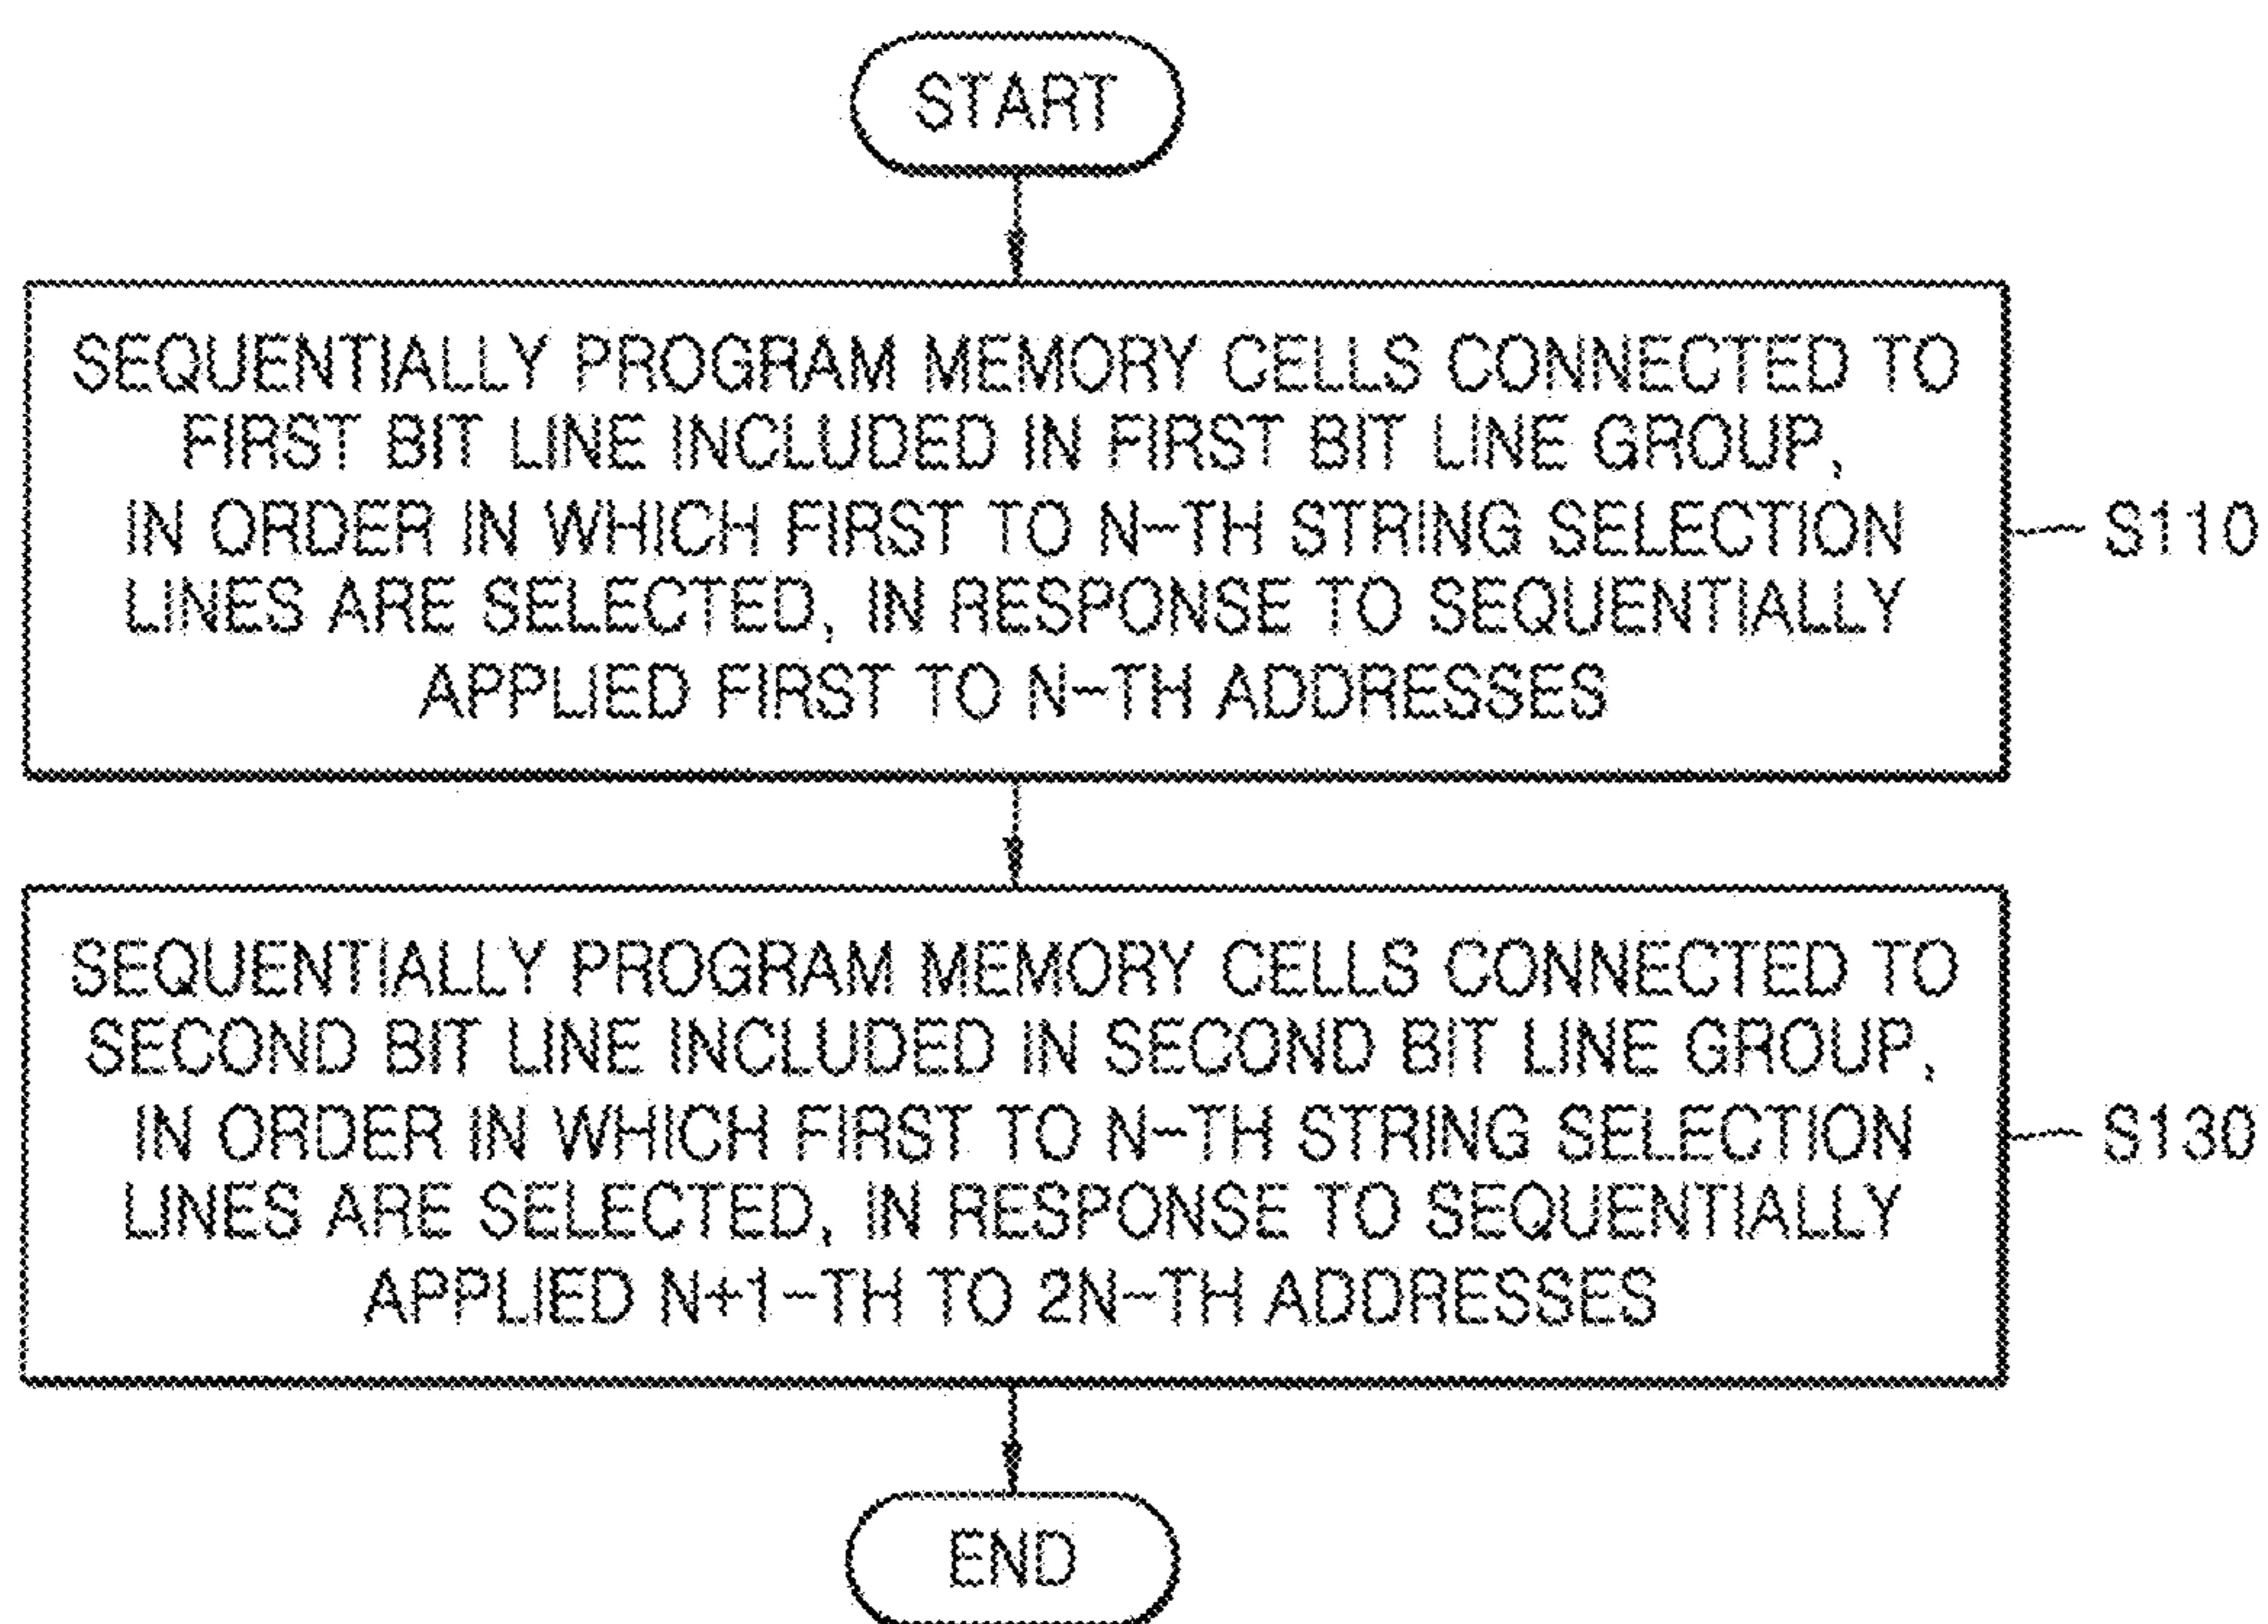 START
SEQUENTIALLY PROGRAM MEMORY CELLS CONNECTED TO
FIRST BIT LINE INCLUDED IN FIRST BIT LINE GROUP,
IN ORDER IN WHICH FIRST TO N-TH STRING SELECTION
LINES ARE SELECTED, IN RESPONSE TO SEQUENTIALLY
APPLIED FIRST TO N-TH ADDRESSES
S110
SEQUENTIALLY PROGRAM MEMORY CELLS CONNECTED TO
SECOND BIT LINE INCLUDED IN SECOND BIT LINE GROUP,
IN ORDER IN WHICH FIRST TO N-TH STRING SELECTION
LINES ARE SELECTED, IN RESPONSE TO SEQUENTIALLY
APPLIED N+1-TH TO 2N-TH ADDRESSES
S130
END